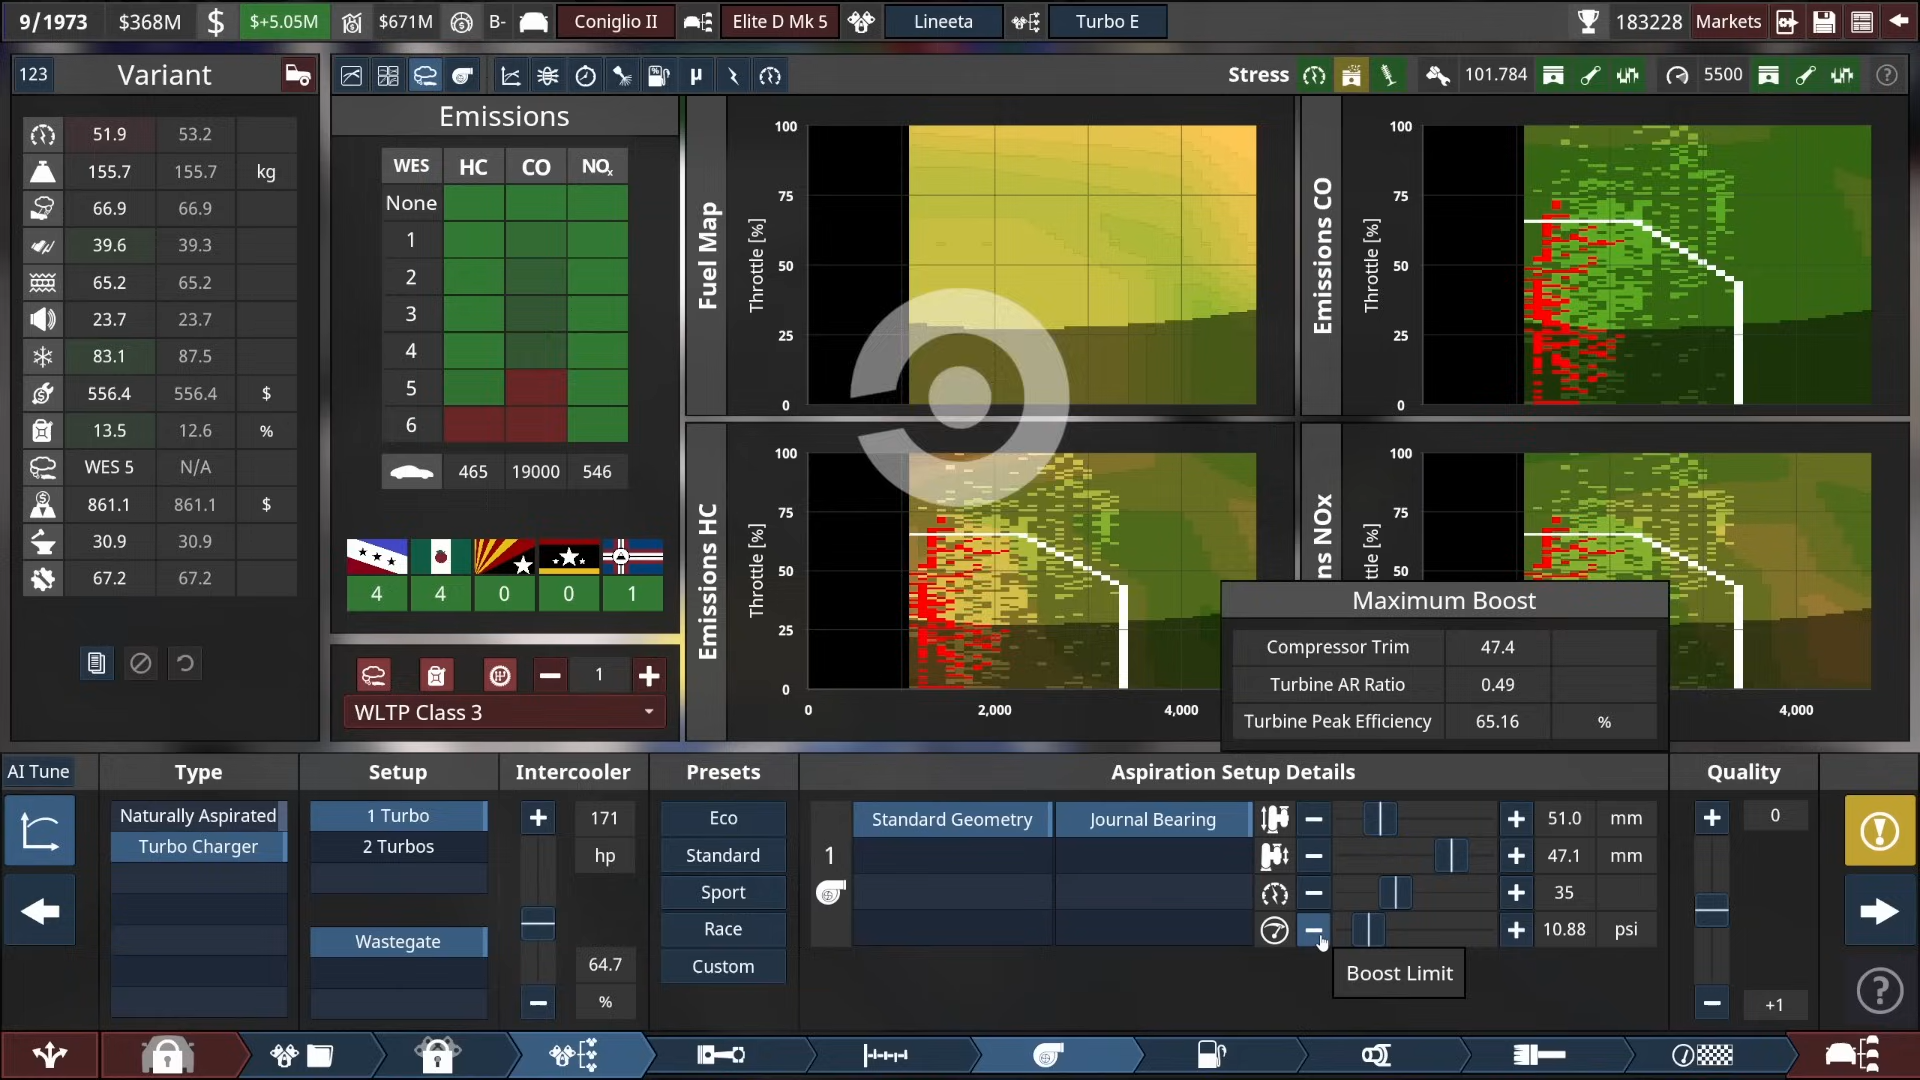 9/1973 $368M $+5.05M $671M B- Coniglio II Elite D Mk 5 Lineeta Turbo E 183228 Markets
123 Variant
Stress 101.784 5500
51.9 53.2
155.7 155.7 kg
66.9 66.9
39.6 39.3
65.2 65.2
23.7 23.7
83.1 87.5
556.4 556.4 $
13.5 12.6 %
WES 5 N/A
861.1 861.1 $
30.9 30.9
67.2 67.2
Emissions
WES HC CO NOx
None
1
2
3
4
5
6
465 19000 546
4 4 0 0 1
1
WLTP Class 3
Fuel Map
Throttle [%]
100
75
50
25
0
Emissions CO
Throttle [%]
100
75
50
25
0
Emissions HC
Throttle [%]
100
75
50
25
0
0 2,000 4,000
ns NOx
ttle [%]
100
75
50
4,000
Maximum Boost
Compressor Trim 47.4
Turbine AR Ratio 0.49
Turbine Peak Efficiency 65.16 %
AI Tune
Type
Naturally Aspirated
Turbo Charger
Setup
1 Turbo
2 Turbos
Wastegate
Intercooler
171
hp
64.7
%
Presets
Eco
Standard
Sport
Race
Custom
Aspiration Setup Details
1
Standard Geometry Journal Bearing
51.0 mm
47.1 mm
35
10.88 psi
Boost Limit
Quality
0
+1